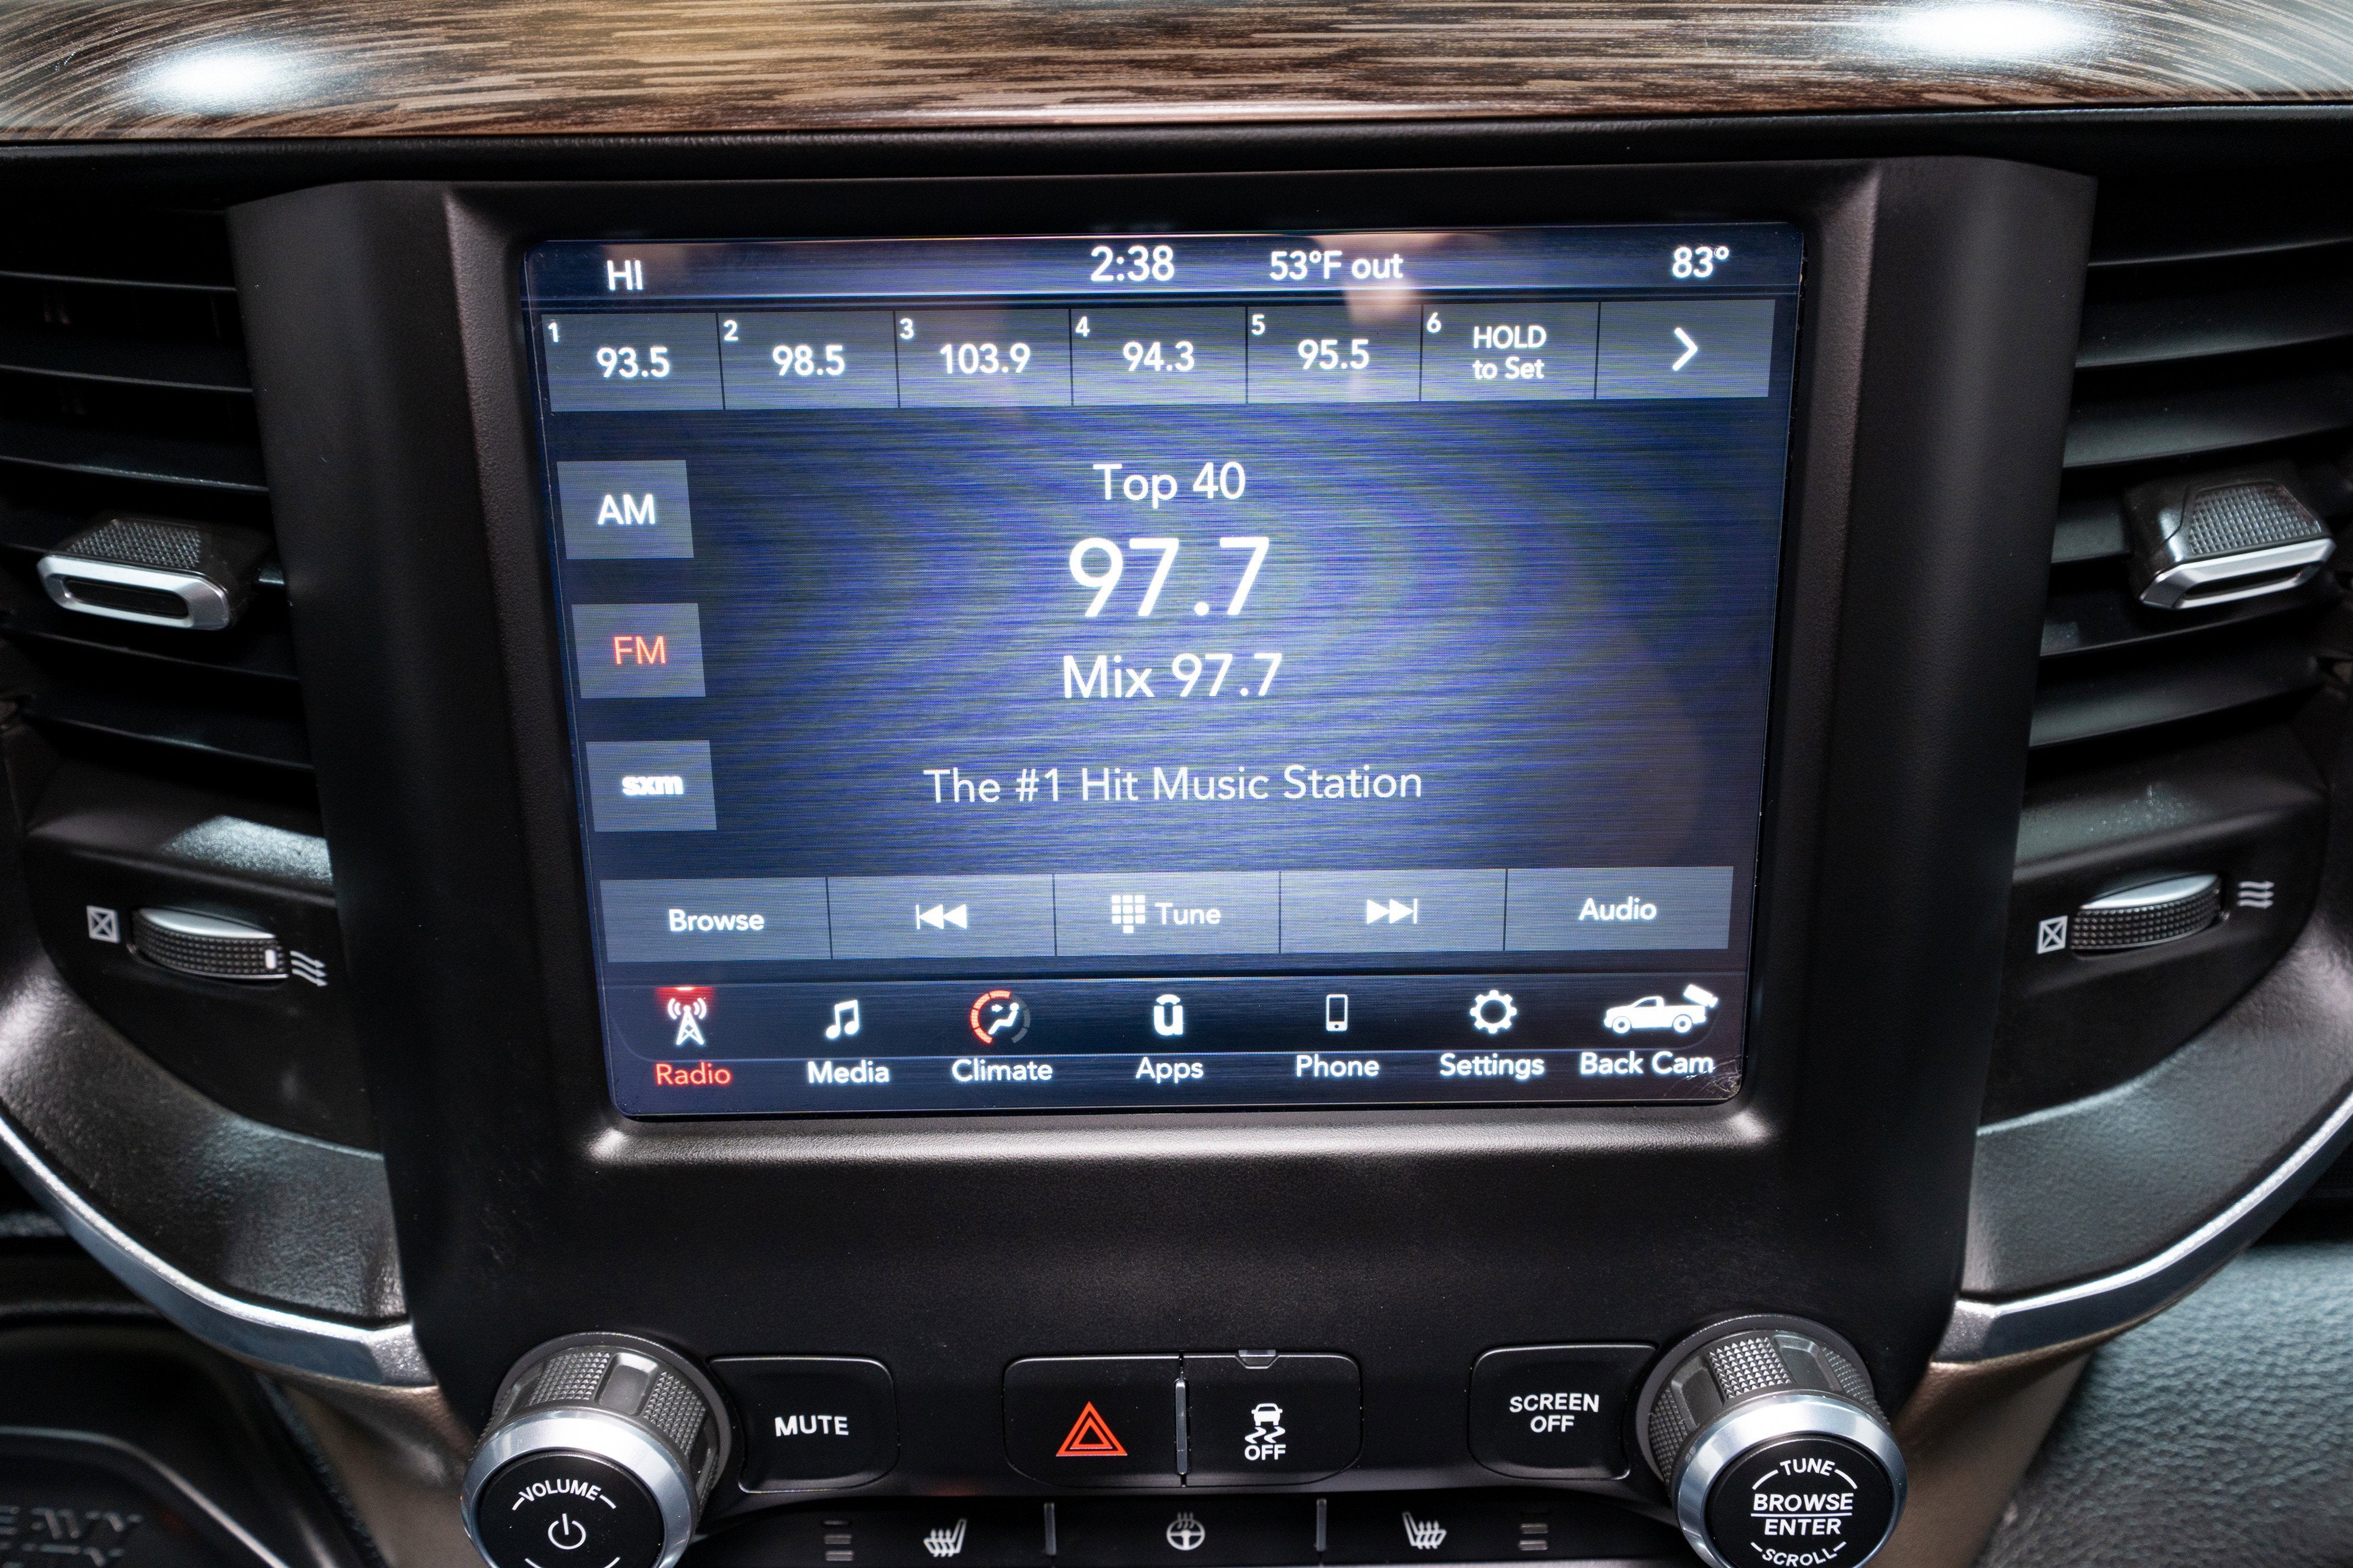 HI 2:38 53°F out 83°
1 93.5 2 98.5 3 103.9 4 94.3 5 95.5 6 HOLD
to Set
Top 40
AM
97.7
FM
Mix 97.7
sxm
The #1 Hit Music Station
Browse Tune Audio
Radio Media Climate Apps Phone Settings Back Cam
MUTE
OFF
SCREEN
OFF
VOLUME
TUNE
BROWSE
ENTER
SCROLL